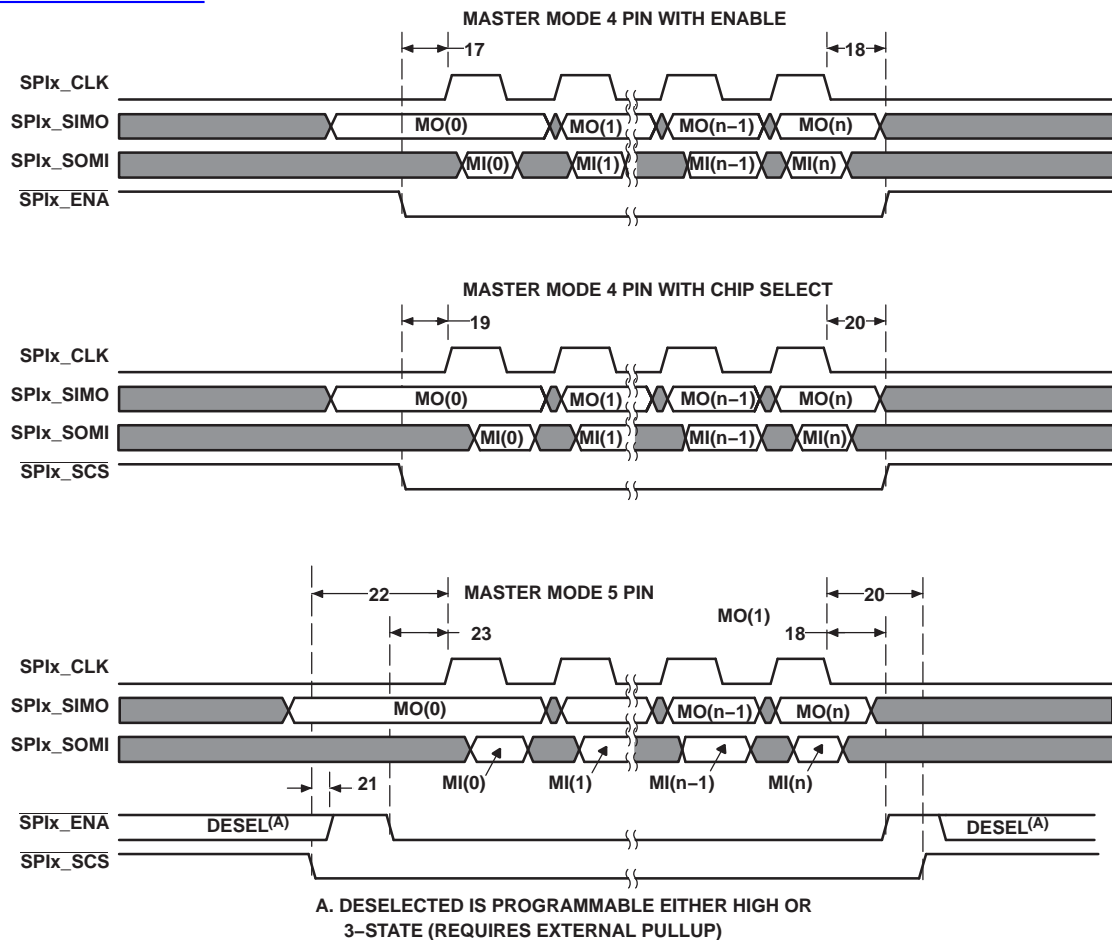 MASTER MODE 4 PIN WITH ENABLE
17 18
SPIx_CLK
SPIx_SIMO MO(0) MO(1) MO(n−1) MO(n)
SPIx_SOMI MI(0) MI(1) MI(n−1) MI(n)
SPIx_ENA
MASTER MODE 4 PIN WITH CHIP SELECT
19 20
SPIx_CLK
SPIx_SIMO MO(0) MO(1) MO(n−1) MO(n)
SPIx_SOMI MI(0) MI(1) MI(n−1) MI(n)
SPIx_SCS
22 MASTER MODE 5 PIN 20
MO(1)
23 18
SPIx_CLK
SPIx_SIMO MO(0) MO(n−1) MO(n)
SPIx_SOMI
21 MI(0) MI(1) MI(n−1) MI(n)
SPIx_ENA DESEL(A) DESEL(A)
SPIx_SCS
A. DESELECTED IS PROGRAMMABLE EITHER HIGH OR
3−STATE (REQUIRES EXTERNAL PULLUP)